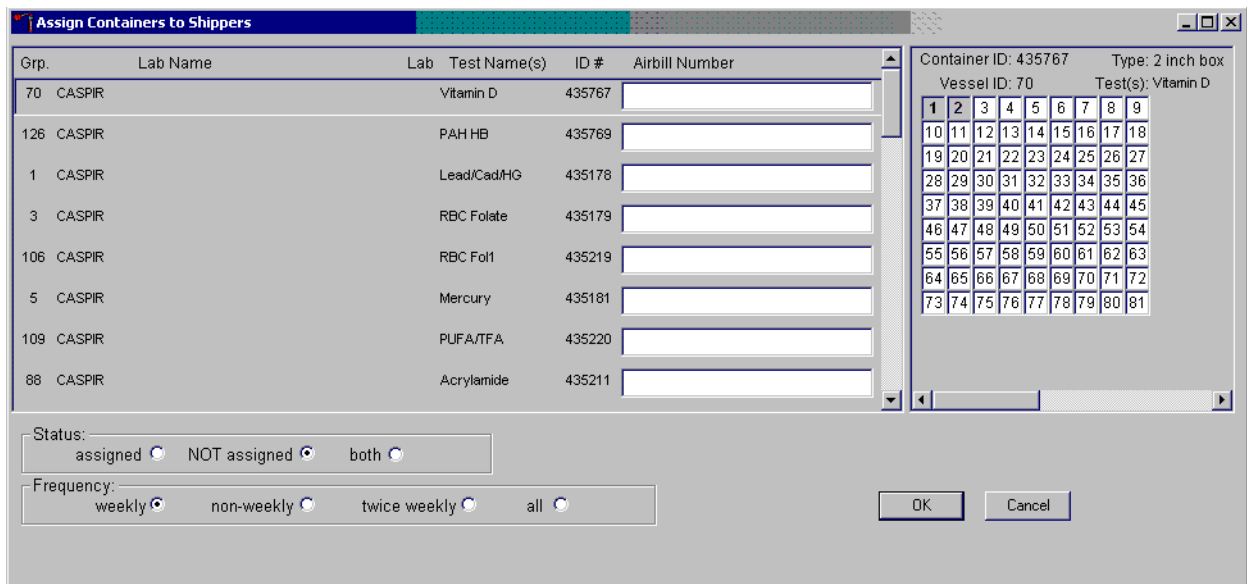 Assign Containers to Shippers
Grp. Lab Name Lab Test Name(s) ID # Airbill Number
70 CASPIR Vitamin D 435767
126 CASPIR PAH HB 435769
1 CASPIR Lead/Cad/HG 435178
3 CASPIR RBC Folate 435179
106 CASPIR RBC Fol1 435219
5 CASPIR Mercury 435181
109 CASPIR PUFA/TFA 435220
88 CASPIR Acrylamide 435211
Container ID: 435767 Type: 2 inch box
Vessel ID: 70 Test(s): Vitamin D
1 2 3 4 5 6 7 8 9
10 11 12 13 14 15 16 17 18
19 20 21 22 23 24 25 26 27
28 29 30 31 32 33 34 35 36
37 38 39 40 41 42 43 44 45
46 47 48 49 50 51 52 53 54
55 56 57 58 59 60 61 62 63
64 65 66 67 68 69 70 71 72
73 74 75 76 77 78 79 80 81
Status:
assigned NOT assigned both
Frequency:
weekly non-weekly twice weekly all
OK Cancel